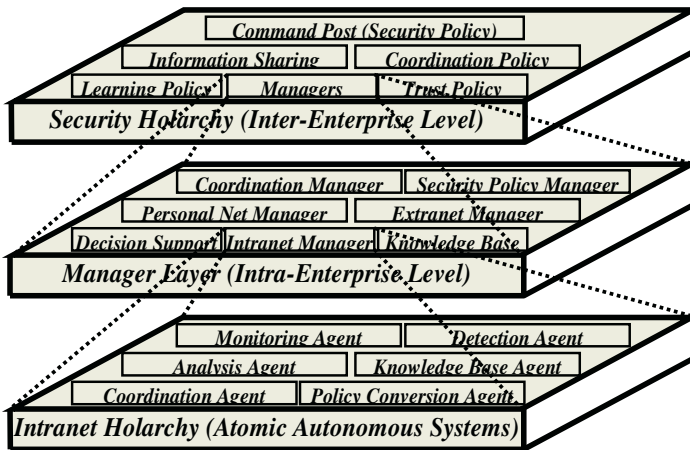 Command Post (Security Policy)
Information Sharing Coordination Policy
Learning Policy Managers Trust Policy
Security Holarchy (Inter-Enterprise Level)
Coordination Manager Security Policy Manager
Personal Net Manager Extranet Manager
Decision Support Intranet Manager Knowledge Base
Manager Layer (Intra-Enterprise Level)
Monitoring Agent Detection Agent
Analysis Agent Knowledge Base Agent
Coordination Agent Policy Conversion Agent
Intranet Holarchy (Atomic Autonomous Systems)